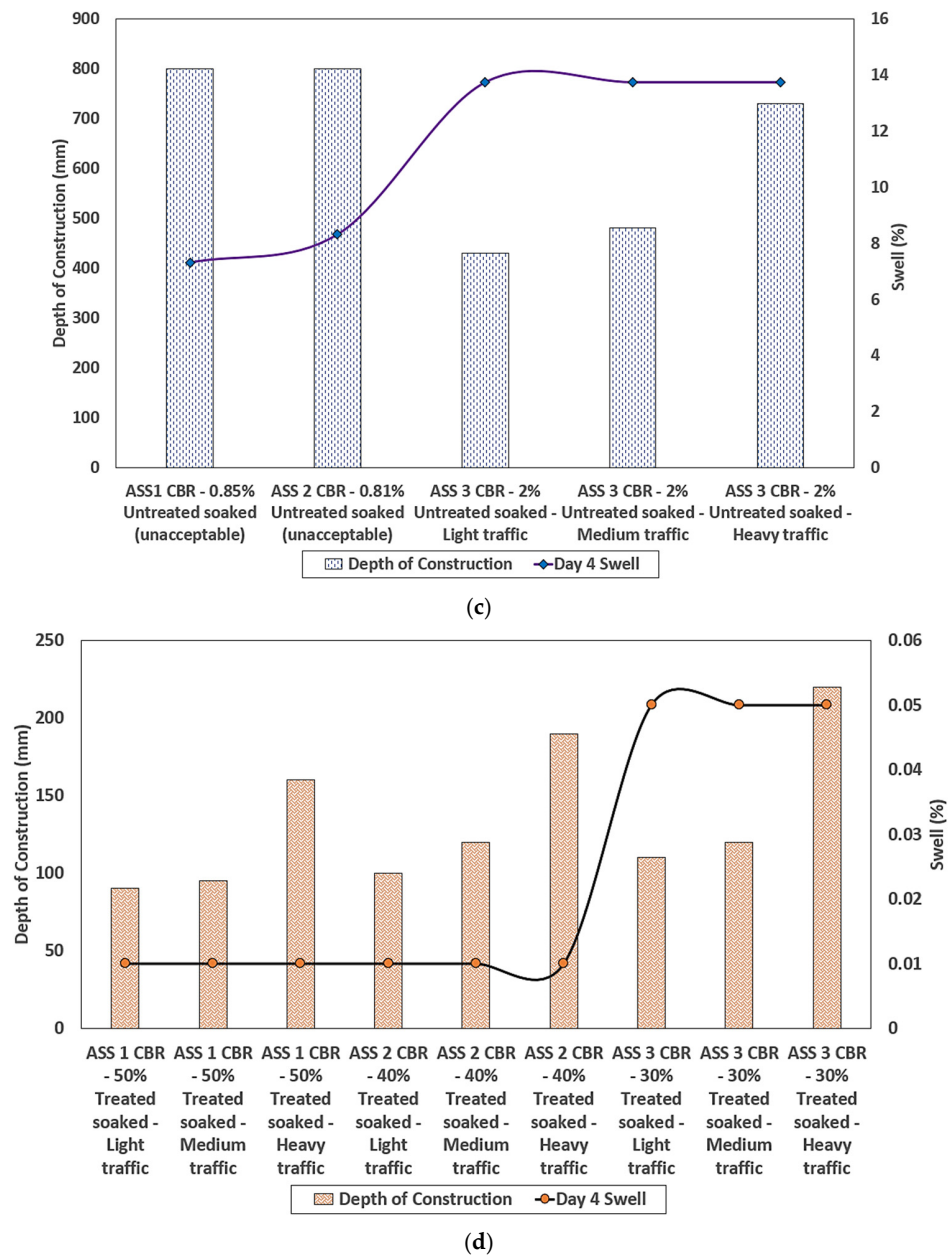 900
800
700
600
500
400
300
200
100
0
Depth of Construction (mm)
16
14
12
10
8
6
4
2
0
Swell (%)
ASS1 CBR - 0.85%
Untreated soaked
(unacceptable)
ASS 2 CBR - 0.81%
Untreated soaked
(unacceptable)
ASS 3 CBR - 2%
Untreated soaked -
Light traffic
ASS 3 CBR - 2%
Untreated soaked -
Medium traffic
ASS 3 CBR - 2%
Untreated soaked -
Heavy traffic
Depth of Construction
Day 4 Swell
(c)
250
200
150
100
50
0
Depth of Construction (mm)
0.06
0.05
0.04
0.03
0.02
0.01
0
Swell (%)
ASS 1 CBR
- 50%
Treated
soaked -
Light
traffic
ASS 1 CBR
- 50%
Treated
soaked -
Medium
traffic
ASS 1 CBR
- 50%
Treated
soaked -
Heavy
traffic
ASS 2 CBR
- 40%
Treated
soaked -
Light
traffic
ASS 2 CBR
- 40%
Treated
soaked -
Medium
traffic
ASS 2 CBR
- 40%
Treated
soaked -
Heavy
traffic
ASS 3 CBR
- 30%
Treated
soaked -
Light
traffic
ASS 3 CBR
- 30%
Treated
soaked -
Medium
traffic
ASS 3 CBR
- 30%
Treated
soaked -
Heavy
traffic
Depth of Construction
Day 4 Swell
(d)